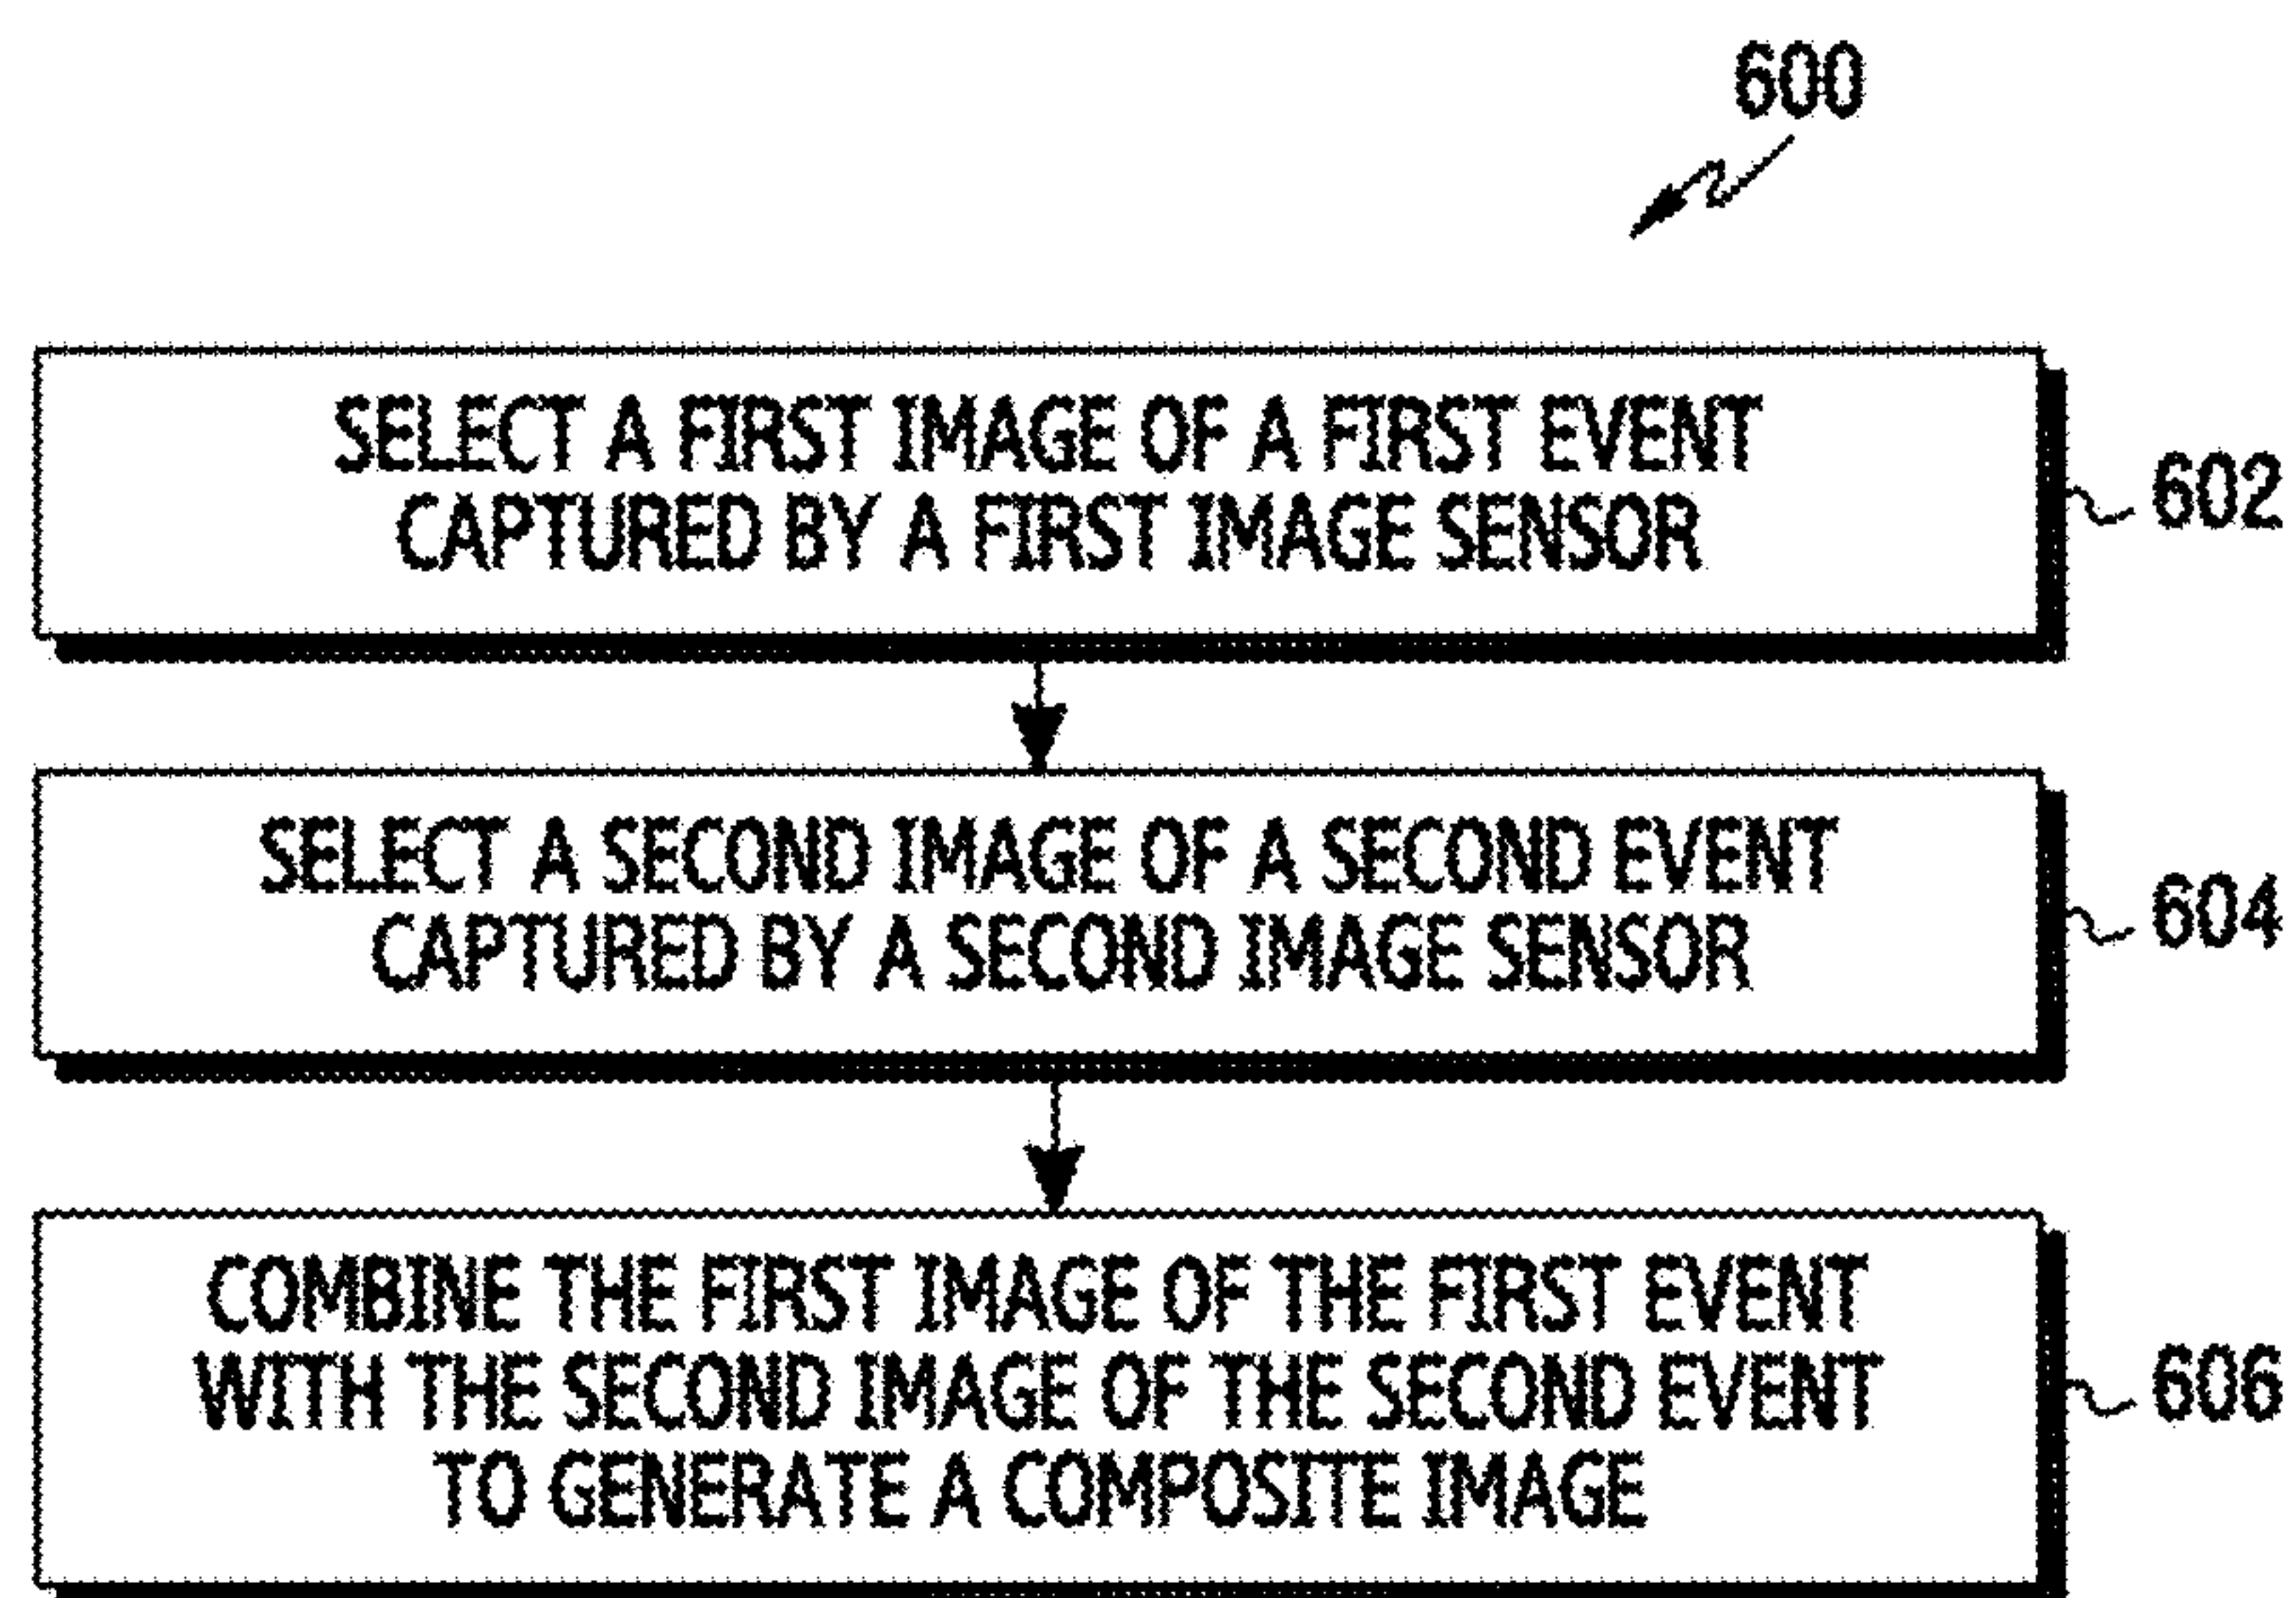 600
SELECT A FIRST IMAGE OF A FIRST EVENT
CAPTURED BY A FIRST IMAGE SENSOR
602
SELECT A SECOND IMAGE OF A SECOND EVENT
CAPTURED BY A SECOND IMAGE SENSOR
604
COMBINE THE FIRST IMAGE OF THE FIRST EVENT
WITH THE SECOND IMAGE OF THE SECOND EVENT
TO GENERATE A COMPOSITE IMAGE
606